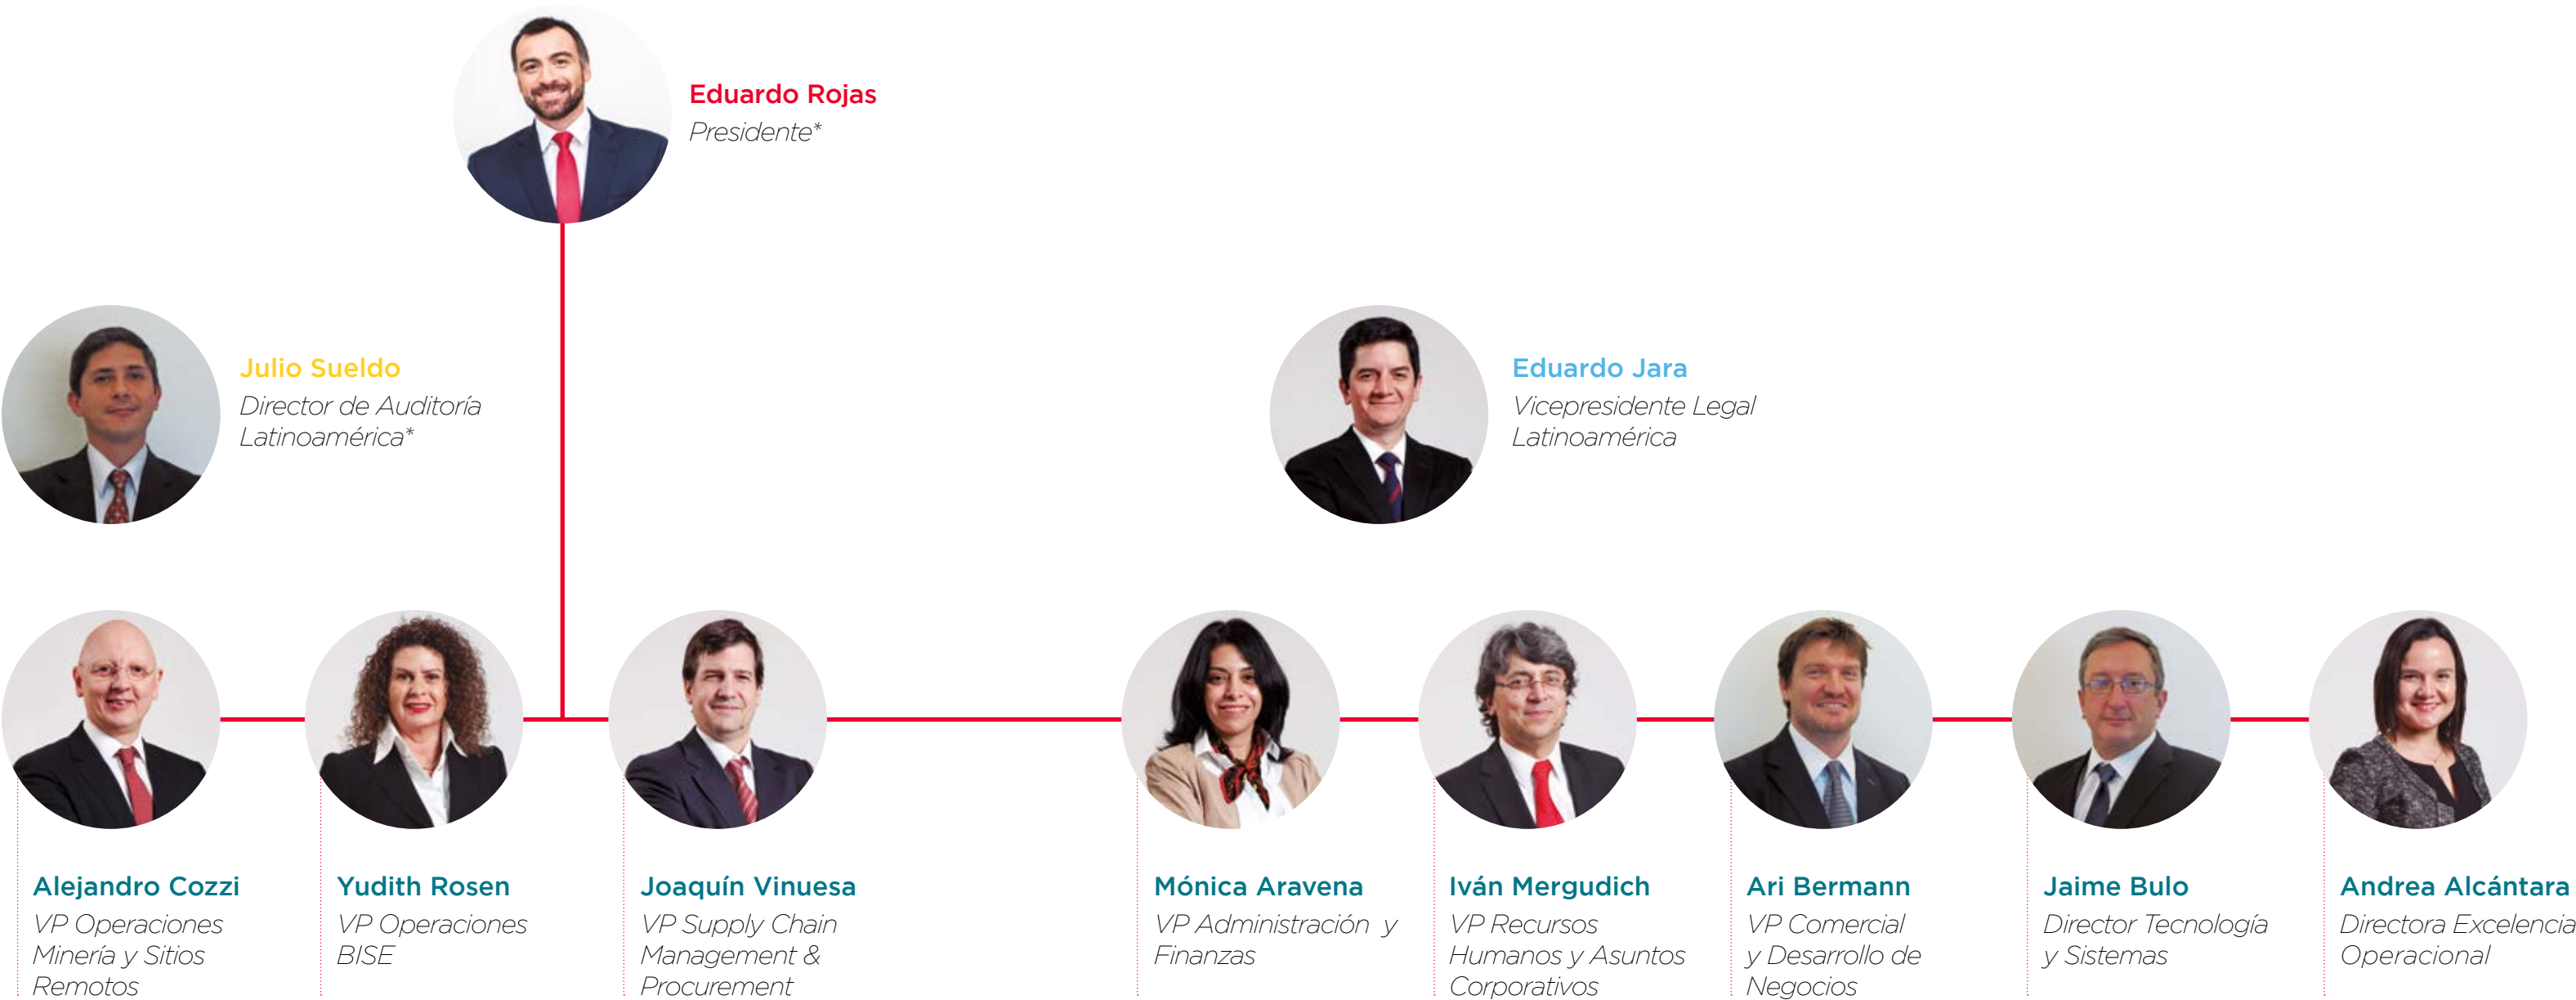 Eduardo Rojas
Presidente*
Julio Sueldo
Director de Auditoría
Latinoamérica*
Eduardo Jara
Vicepresidente Legal
Latinoamérica
Alejandro Cozzi
VP Operaciones
Minería y Sitios
Remotos
Yudith Rosen
VP Operaciones
BISE
Joaquín Vinuesa
VP Supply Chain
Management &
Procurement
Mónica Aravena
VP Administración y
Finanzas
Iván Mergudich
VP Recursos
Humanos y Asuntos
Corporativos
Ari Bermann
VP Comercial
y Desarrollo de
Negocios
Jaime Bulo
Director Tecnología
y Sistemas
Andrea Alcántara
Directora Excelencia
Operacional